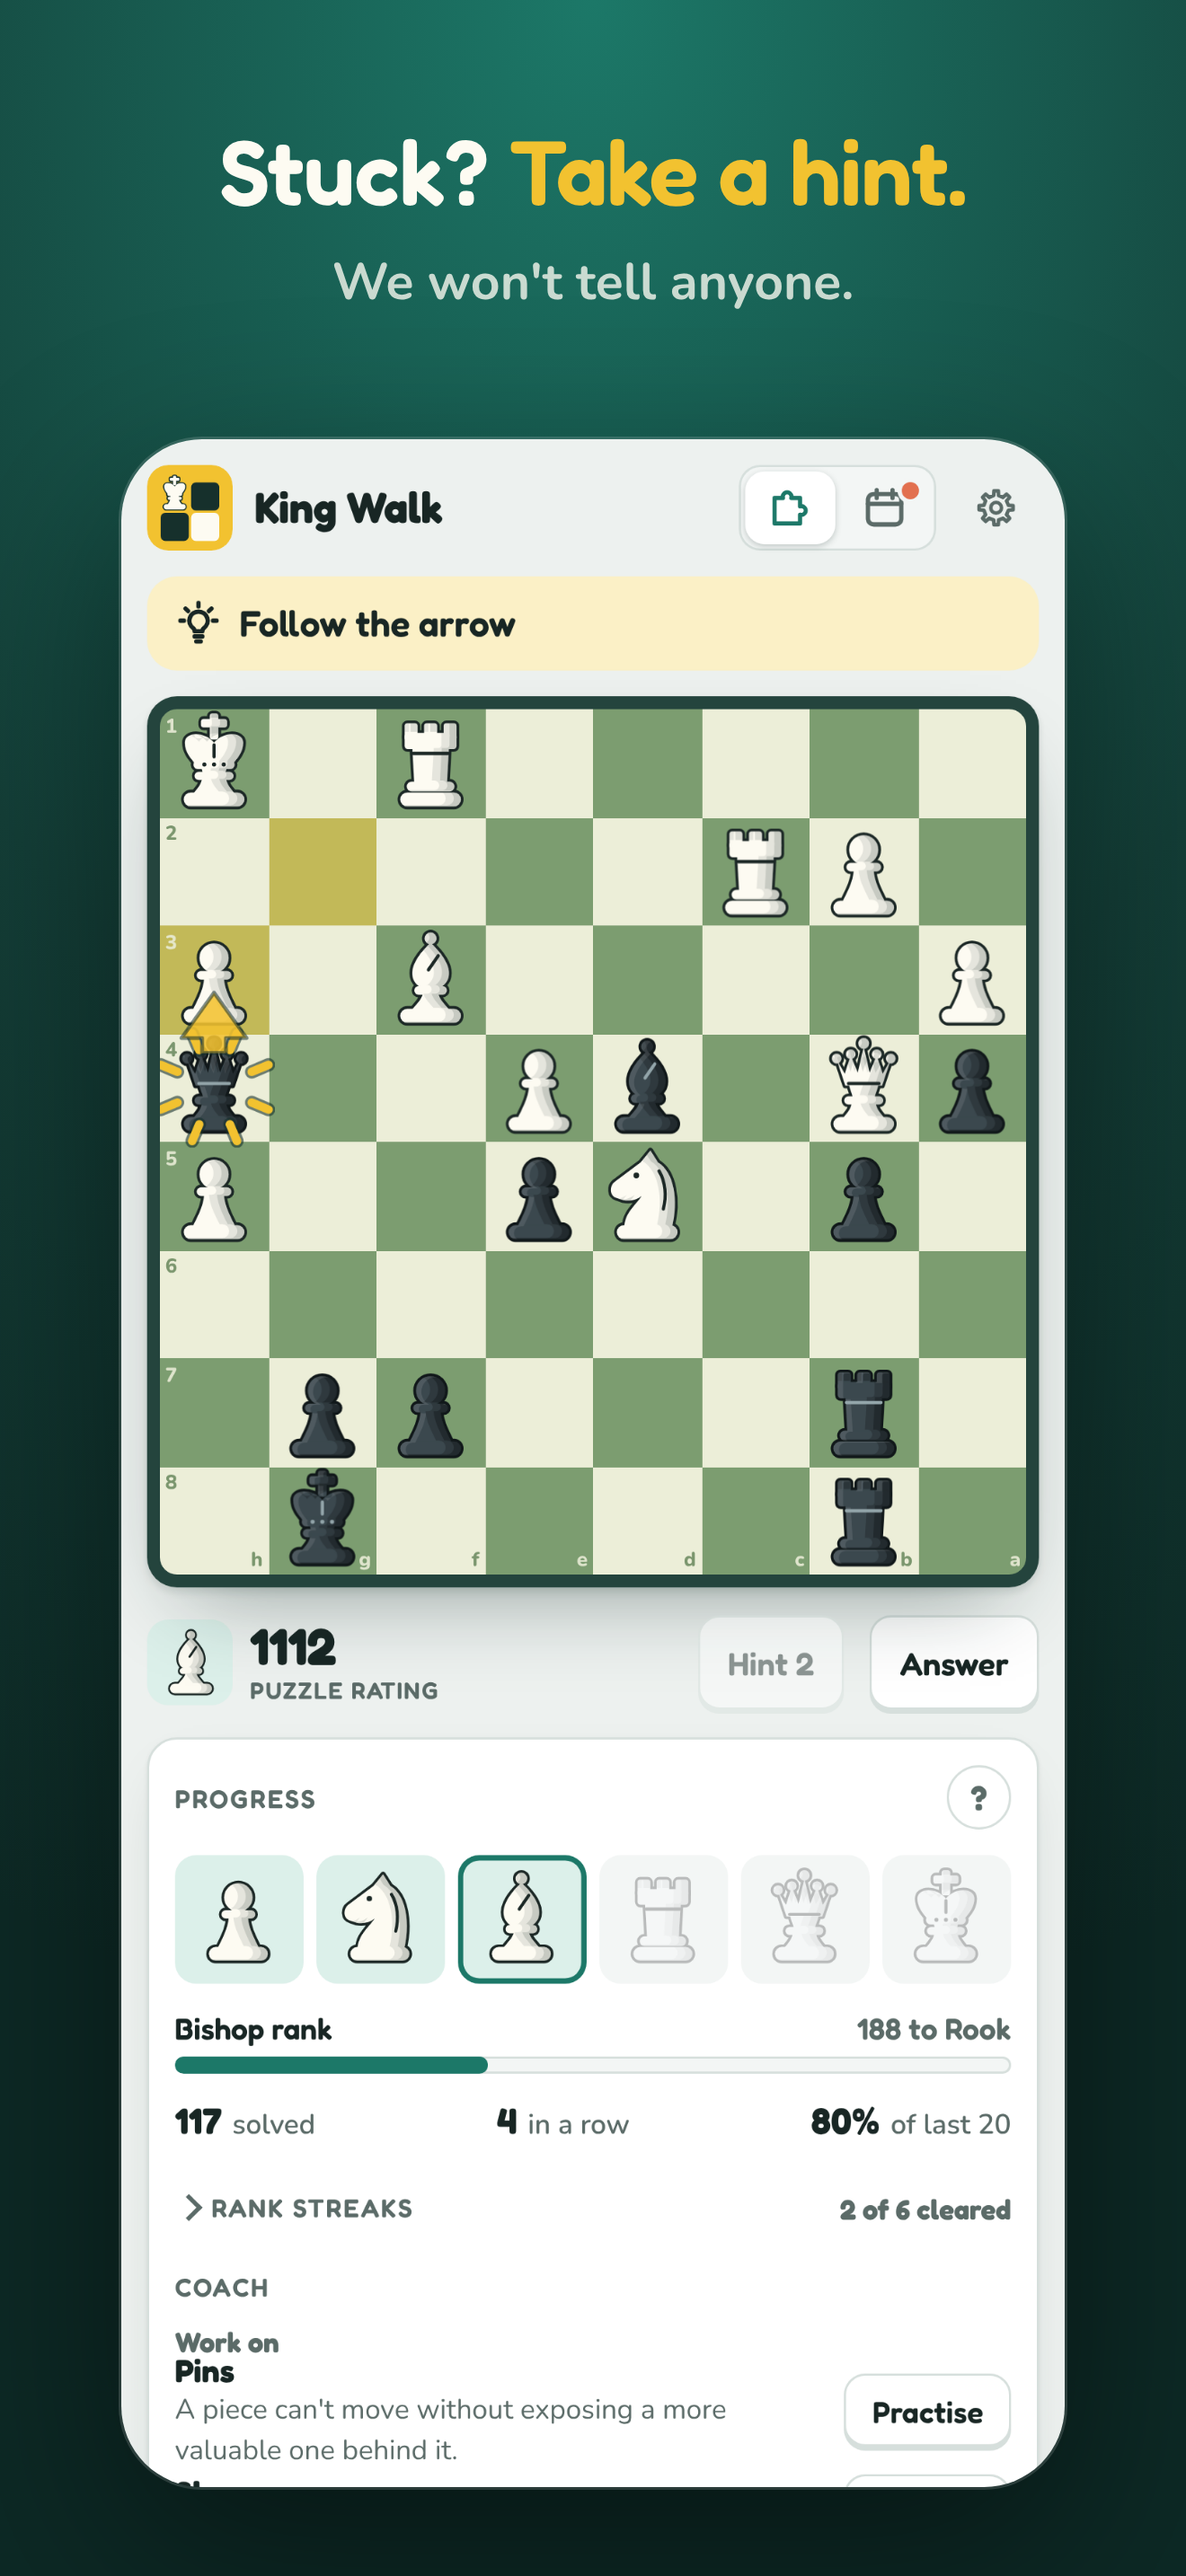 Stuck? Take a hint.
We won't tell anyone.
King Walk
Follow the arrow
1
2
3
4
5
6
7
8
h g f e d c b a
1112
PUZZLE RATING
Hint 2
Answer
PROGRESS
?
Bishop rank
188 to Rook
117 solved
4 in a row
80% of last 20
RANK STREAKS
2 of 6 cleared
COACH
Work on
Pins
A piece can't move without exposing a more
valuable one behind it.
Practise